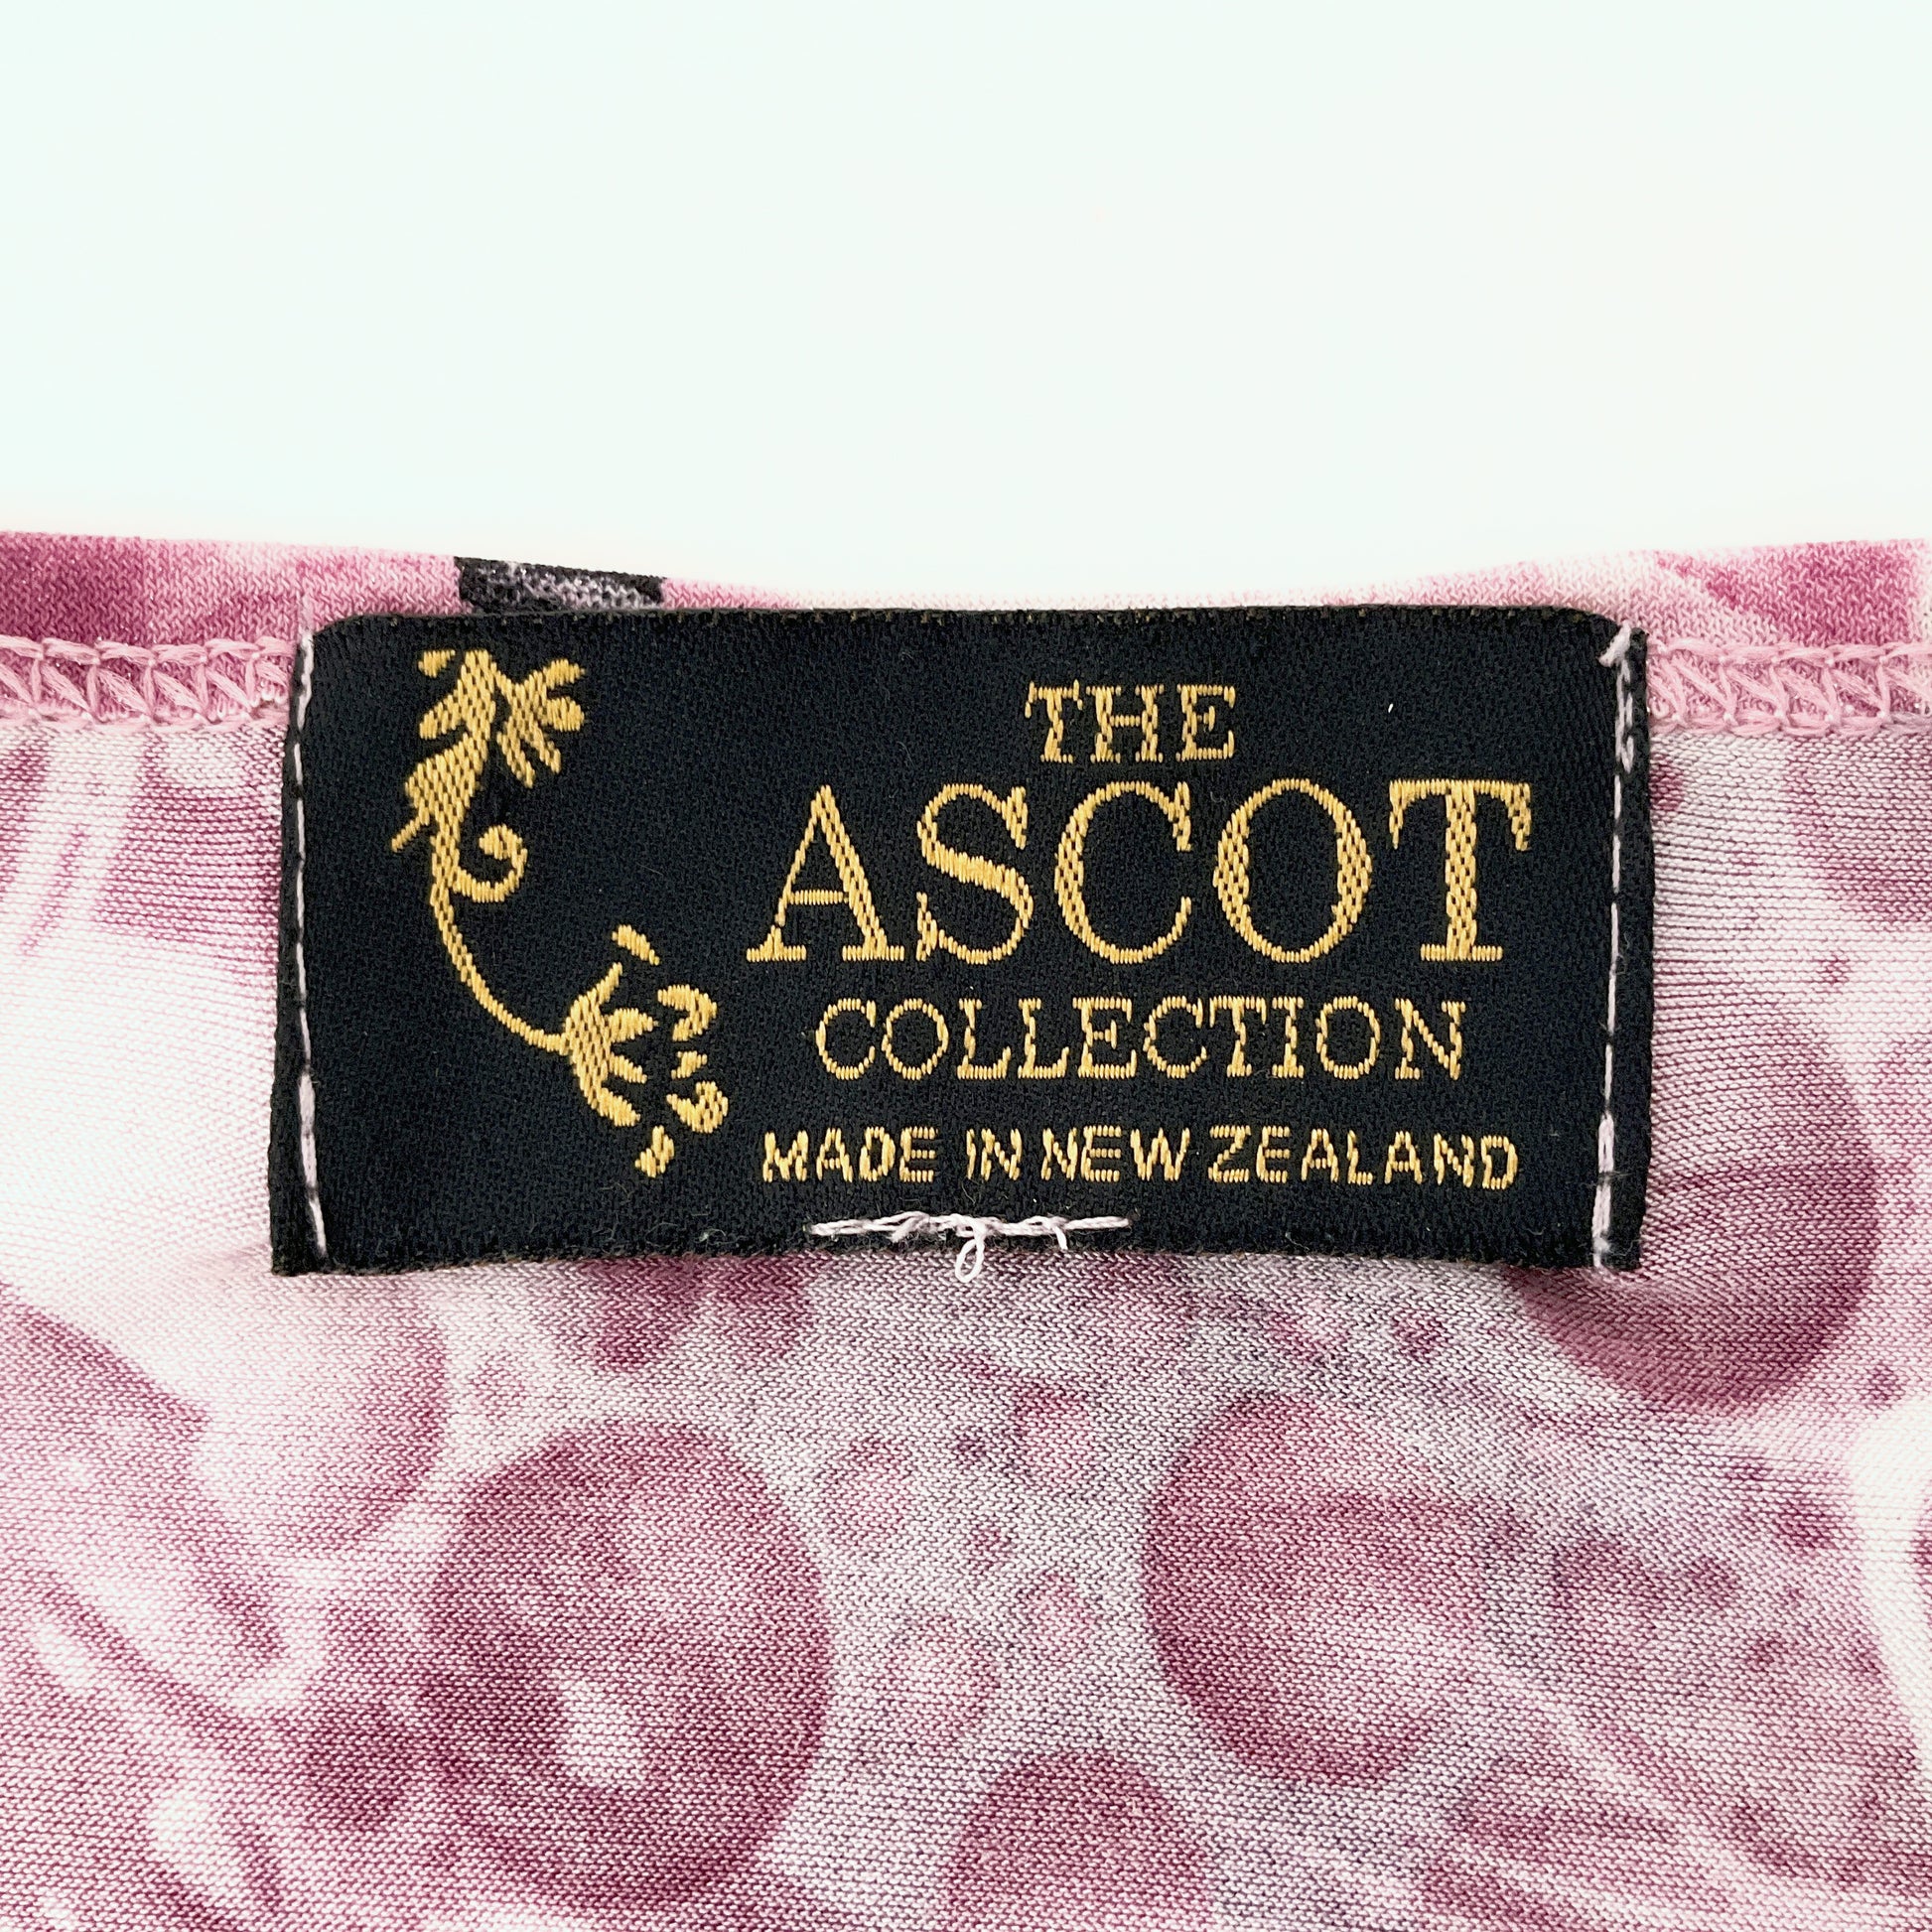 THE
ASCOT
COLLECTION
MADE IN NEW ZEALAND